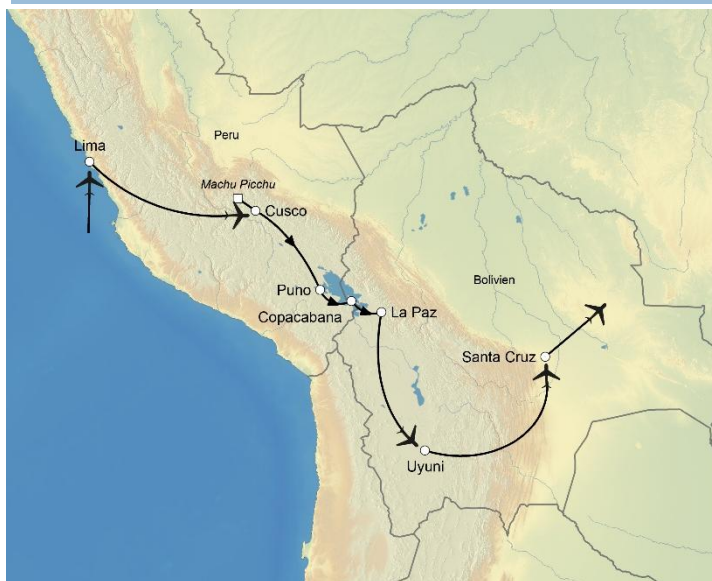 Peru
Lima
Machu Picchu
Cusco
Bolivien
Puno
Copacabana
La Paz
Santa Cruz
Uyuni